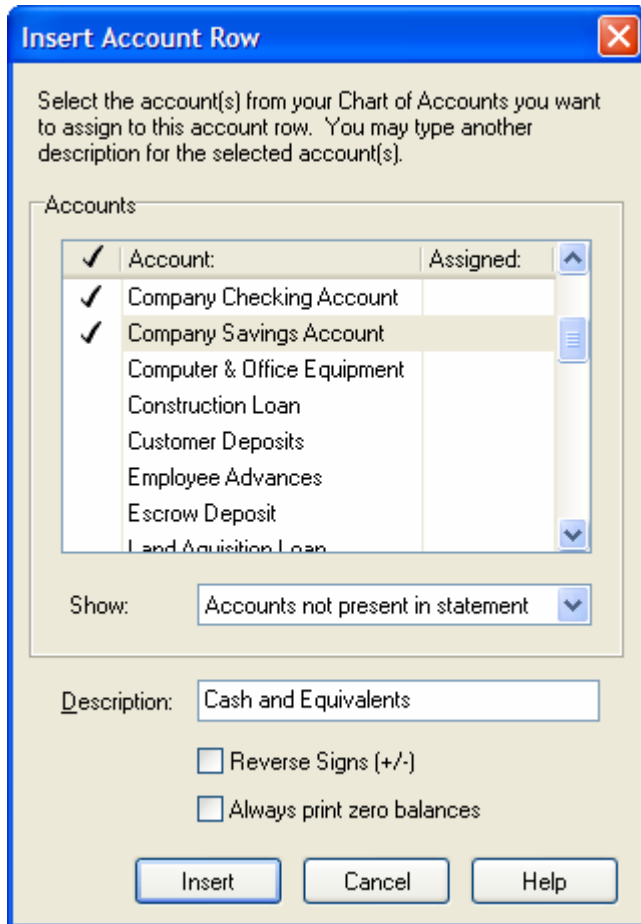 Insert Account Row
Select the account(s) from your Chart of Accounts you want
to assign to this account row.  You may type another
description for the selected account(s).
Accounts
✓ Account: Assigned:
✓ Company Checking Account
✓ Company Savings Account
Computer & Office Equipment
Construction Loan
Customer Deposits
Employee Advances
Escrow Deposit
Land Aquisition Loan
Show: Accounts not present in statement
Description: Cash and Equivalents
Reverse Signs (+/-)
Always print zero balances
Insert Cancel Help